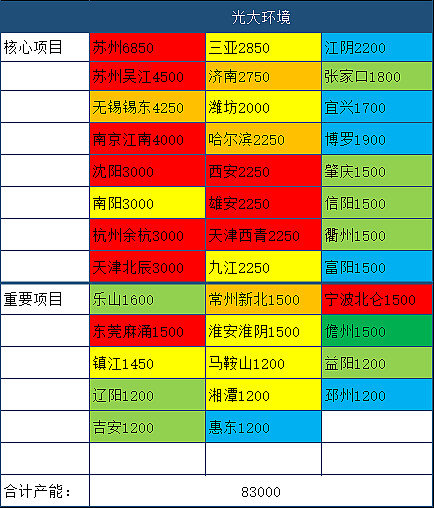 光大环境
核心项目 苏州6850 三亚2850 江阴2200
苏州吴江4500 济南2750 张家口1800
无锡锡东4250 潍坊2000 宜兴1700
南京江南4000 哈尔滨2250 博罗1900
沈阳3000 西安2250 肇庆1500
南阳3000 雄安2250 信阳1500
杭州余杭3000 天津西青2250 衢州1500
天津北辰3000 九江2250 富阳1500
重要项目 乐山1600 常州新北1500 宁波北仑1500
东莞麻涌1500 淮安淮阴1500 儋州1500
镇江1450 马鞍山1200 益阳1200
辽阳1200 湘潭1200 邳州1200
吉安1200 惠东1200
合计产能: 83000